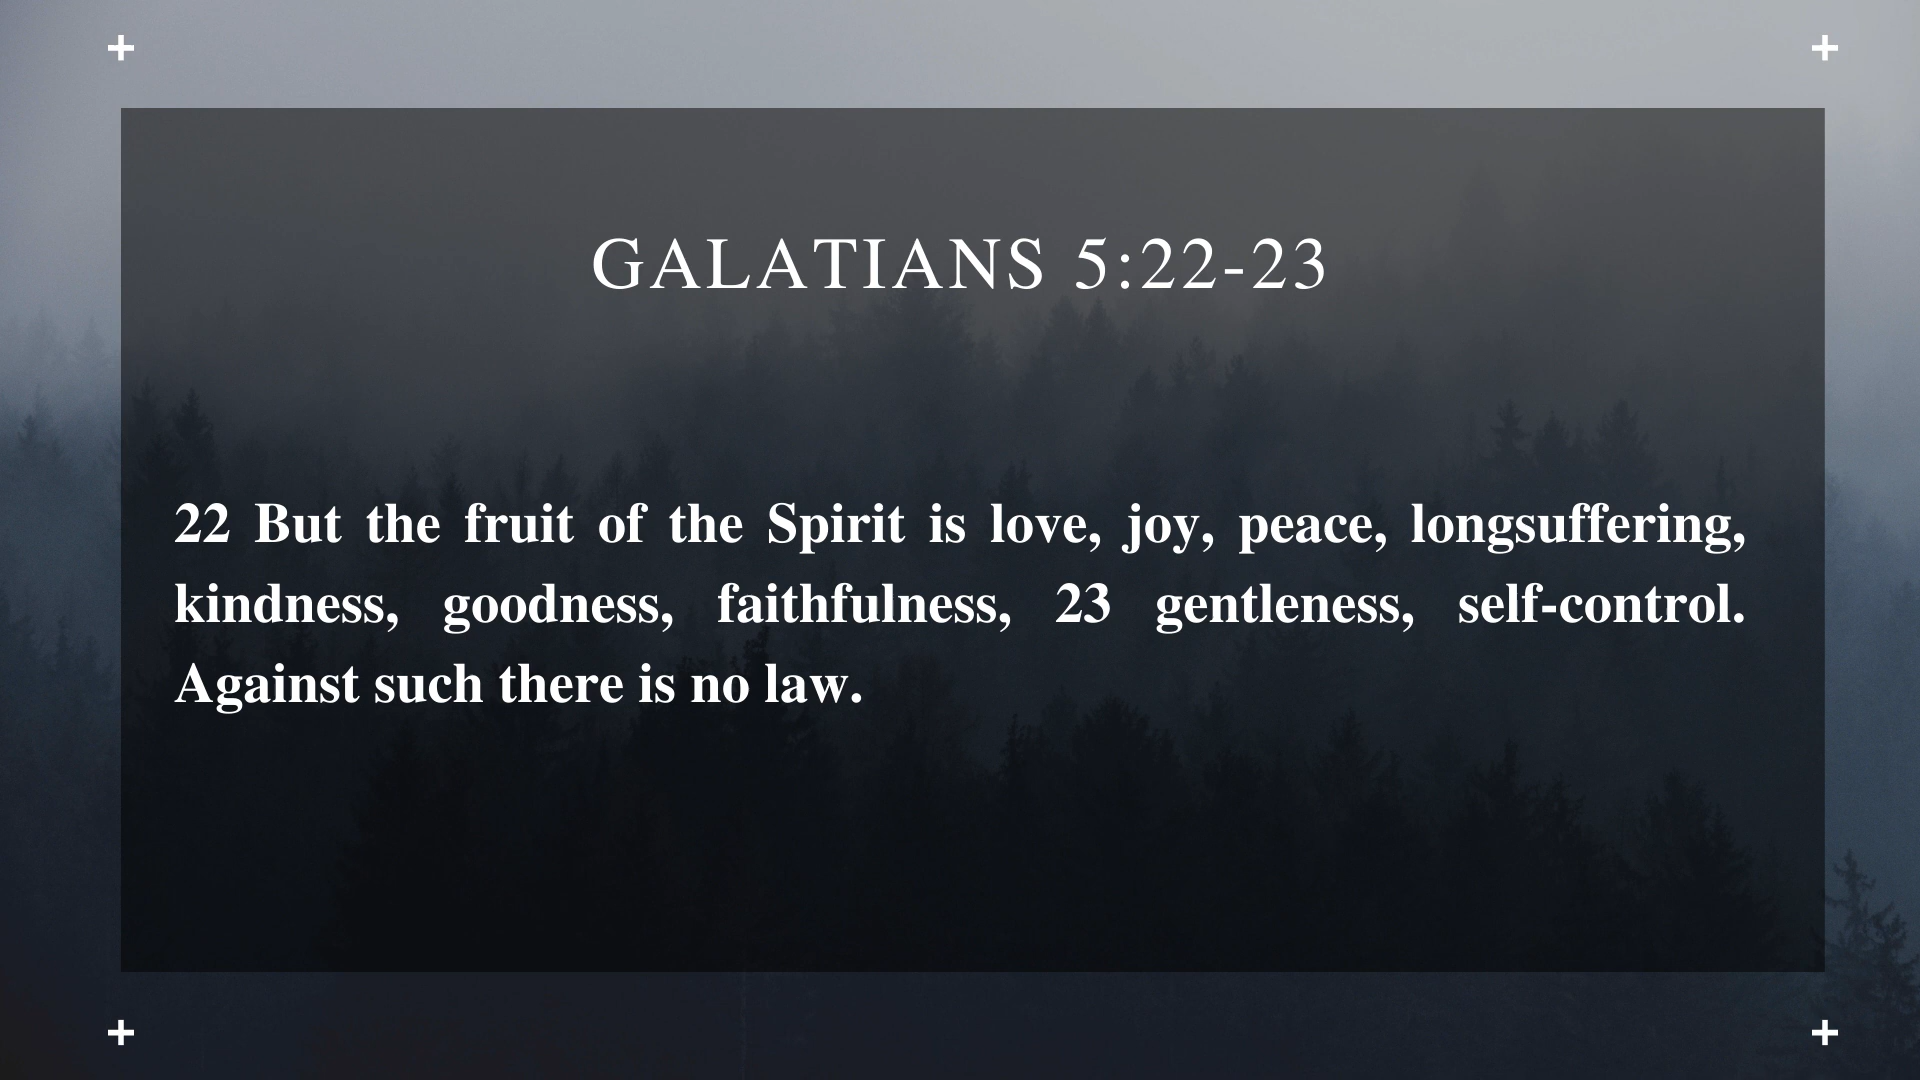 GALATIANS 5:22-23
22 But the fruit of the Spirit is love, joy, peace, longsuffering,
kindness, goodness, faithfulness, 23 gentleness, self-control.
Against such there is no law.